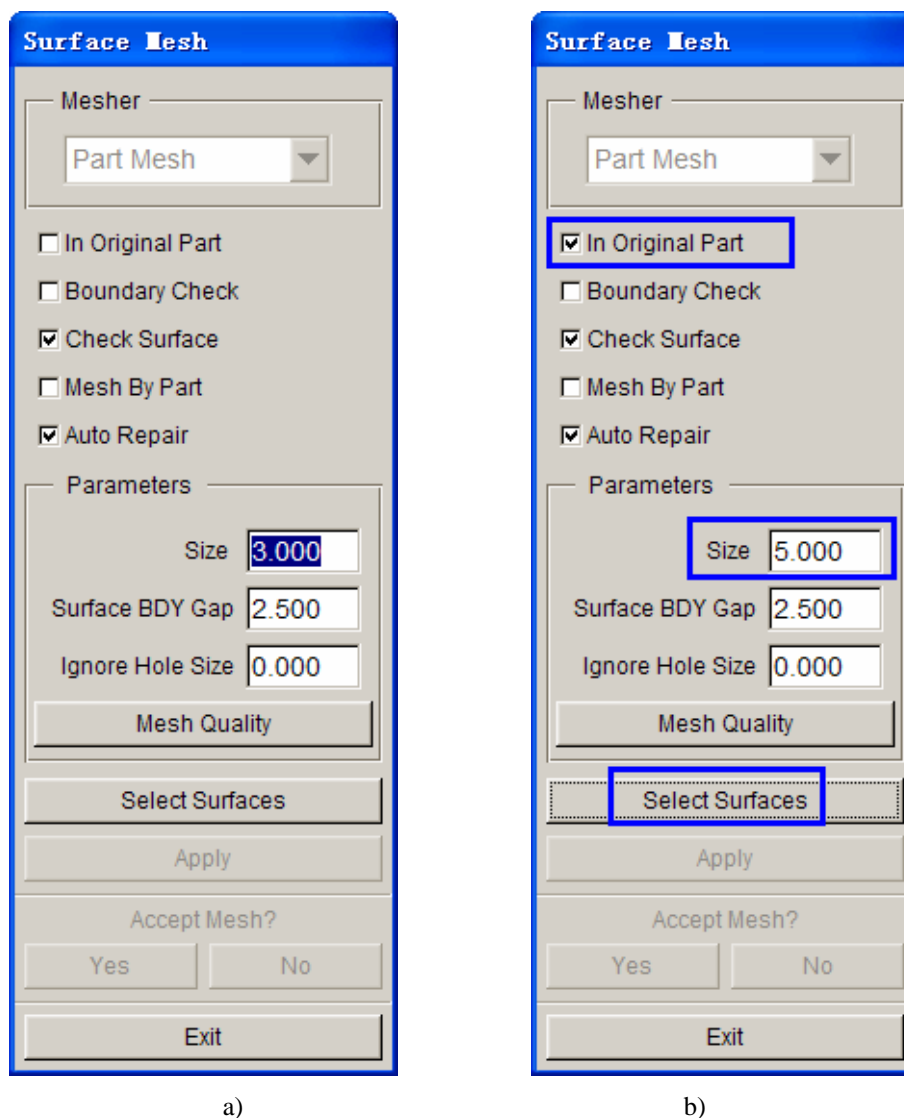 Surface Mesh
Mesher
Part Mesh
In Original Part
Boundary Check
Check Surface
Mesh By Part
Auto Repair
Parameters
Size 3.000
Surface BDY Gap 2.500
Ignore Hole Size 0.000
Mesh Quality
Select Surfaces
Apply
Accept Mesh?
Yes No
Exit
a)
Surface Mesh
Mesher
Part Mesh
In Original Part
Boundary Check
Check Surface
Mesh By Part
Auto Repair
Parameters
Size 5.000
Surface BDY Gap 2.500
Ignore Hole Size 0.000
Mesh Quality
Select Surfaces
Apply
Accept Mesh?
Yes No
Exit
b)